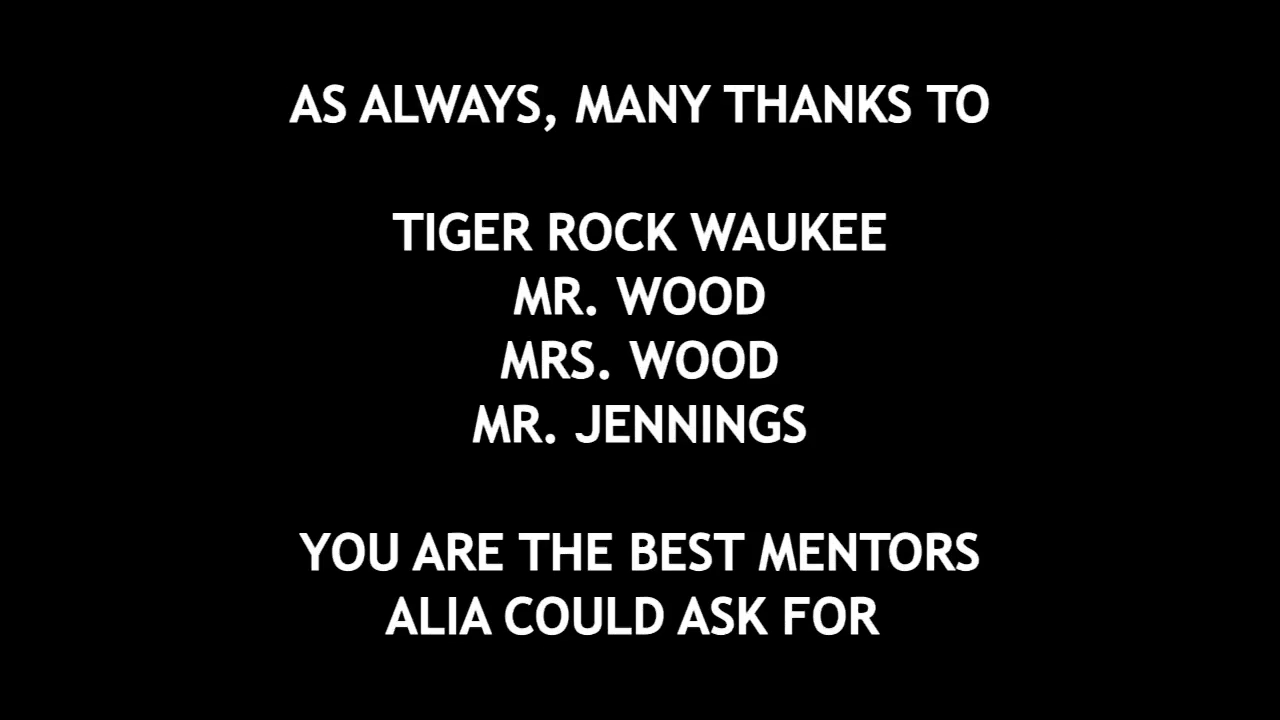 AS ALWAYS, MANY THANKS TO
TIGER ROCK WAUKEE
MR. WOOD
MRS. WOOD
MR. JENNINGS
YOU ARE THE BEST MENTORS
ALIA COULD ASK FOR